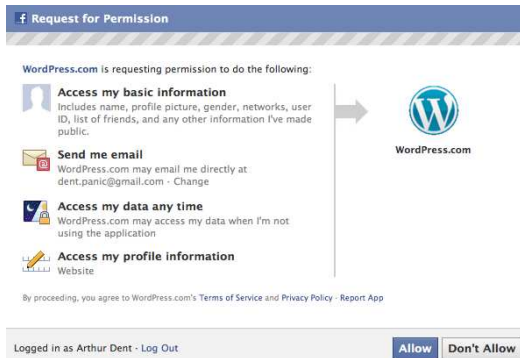 Request for Permission
WordPress.com is requesting permission to do the following:
Access my basic information
Includes name, profile picture, gender, networks, user
ID, list of friends, and any other information I've made
public.
WordPress.com
Send me email
WordPress.com may email me directly at
dent.panic@gmail.com · Change
Access my data any time
WordPress.com may access my data when I'm not
using the application
Access my profile information
Website
By proceeding, you agree to WordPress.com's Terms of Service and Privacy Policy · Report App
Logged in as Arthur Dent · Log Out
Allow
Don't Allow